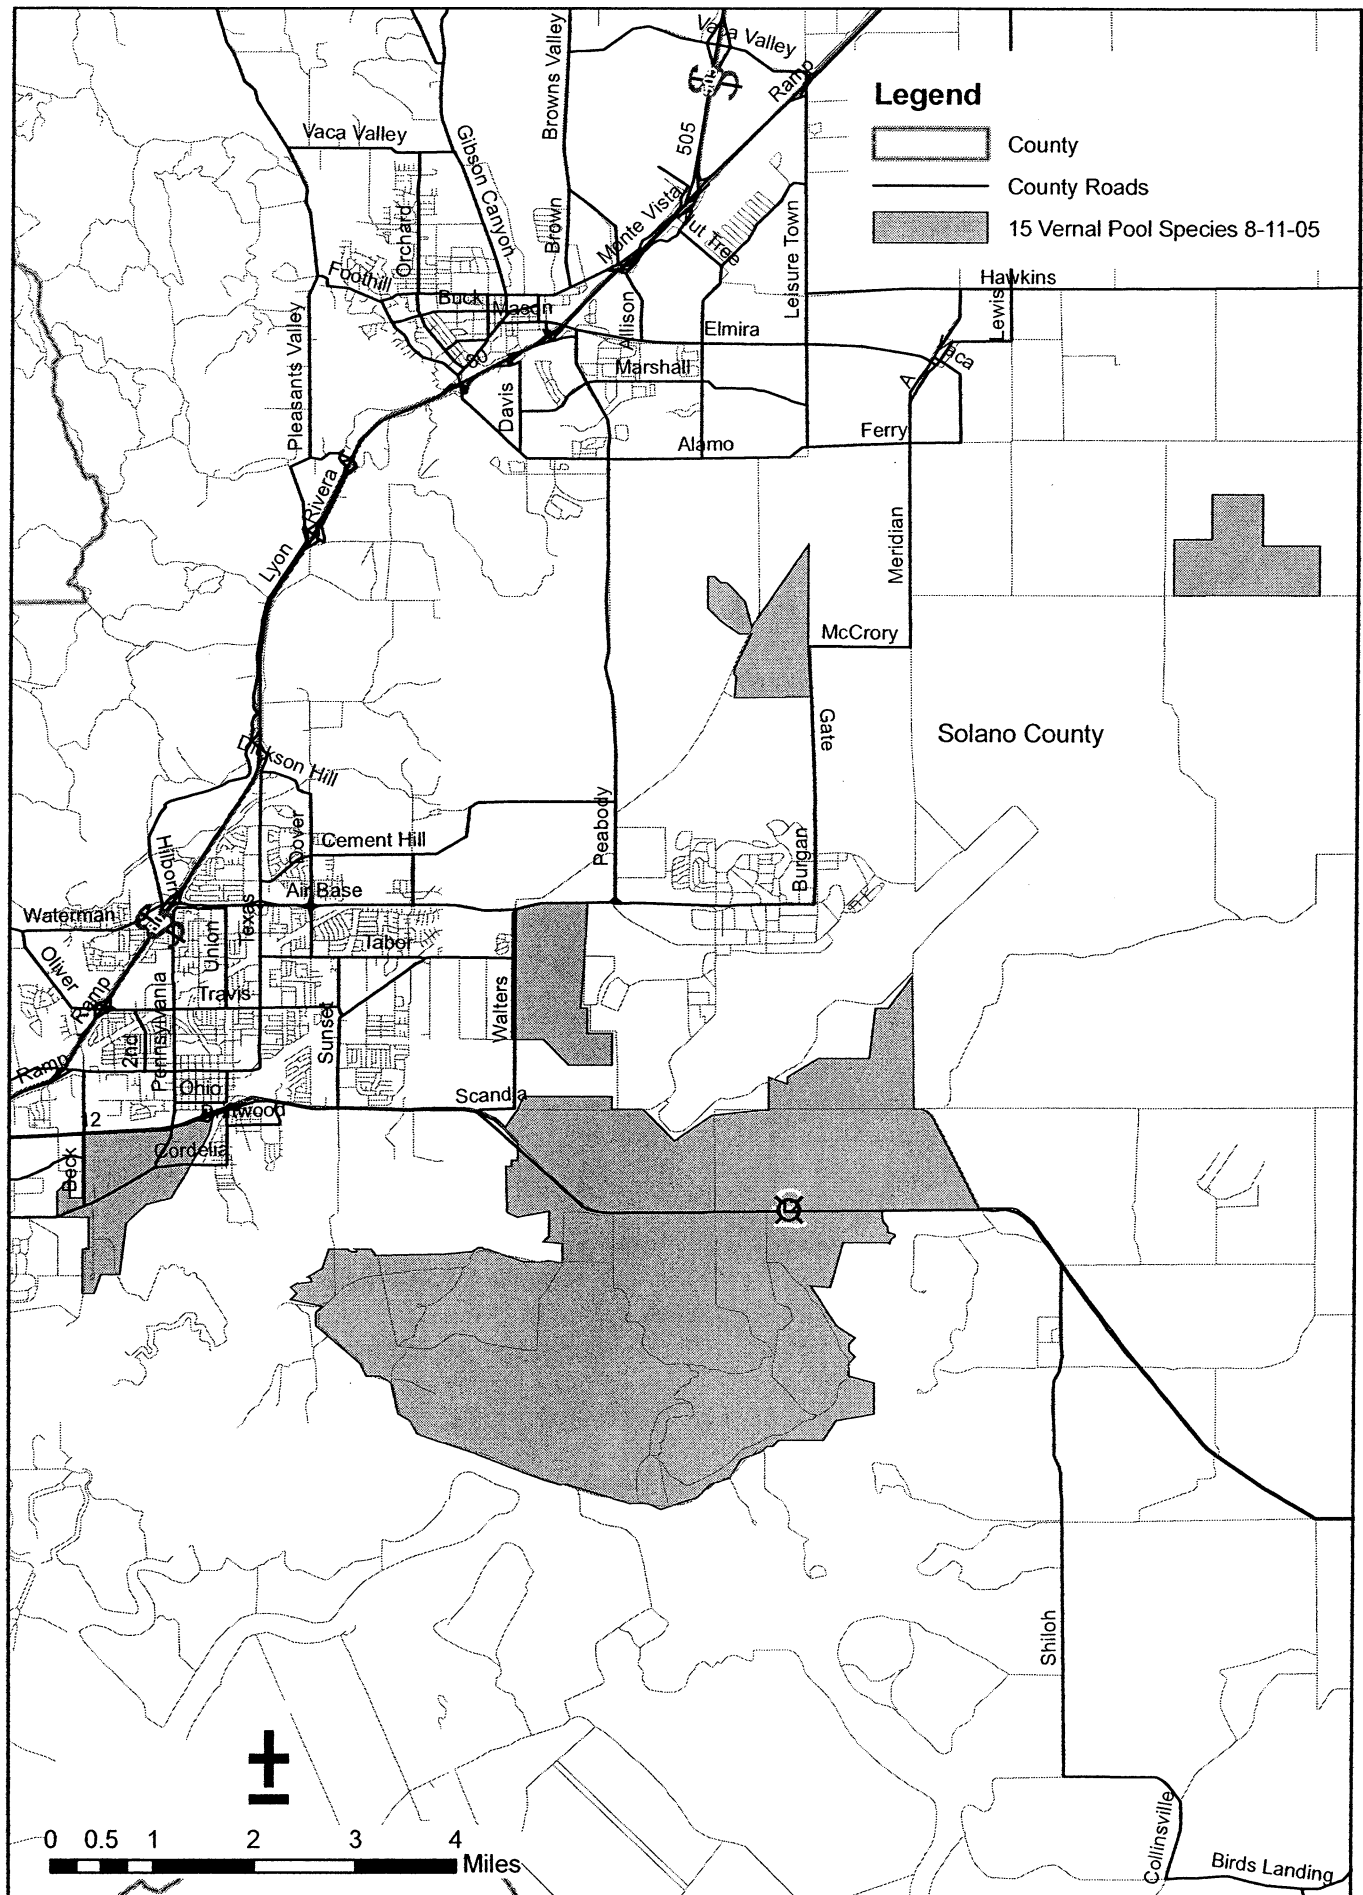 Vaca Valley
Ramp
505
Browns Valley
Legend
County
County Roads
15 Vernal Pool Species 8-11-05
Vaca Valley
Gibson Canyon
Orchard
Brown
Monte Vista
Nut Tree
Leisure Town
Foothill
Buck
Mason
Allison
Elmira
Hawkins
Lewis
Vaca
A
Pleasants Valley
80
Davis
Marshall
Alamo
Ferry
Rivera
Lyon
Meridian
McCrory
Gate
Solano County
Dickson Hill
Hilborn
Dover
Cement Hill
Peabody
Burgan
Air Base
Waterman
Texas
Union
Tabor
Oliver
Ramp
Travis
Pennsylvania
Walters
2nd
Sunset
Ramp
Ohio
Scandia
12
Cordelia
Beck
Shiloh
0 0.5 1 2 3 4
Miles
Collinsville
Birds Landing